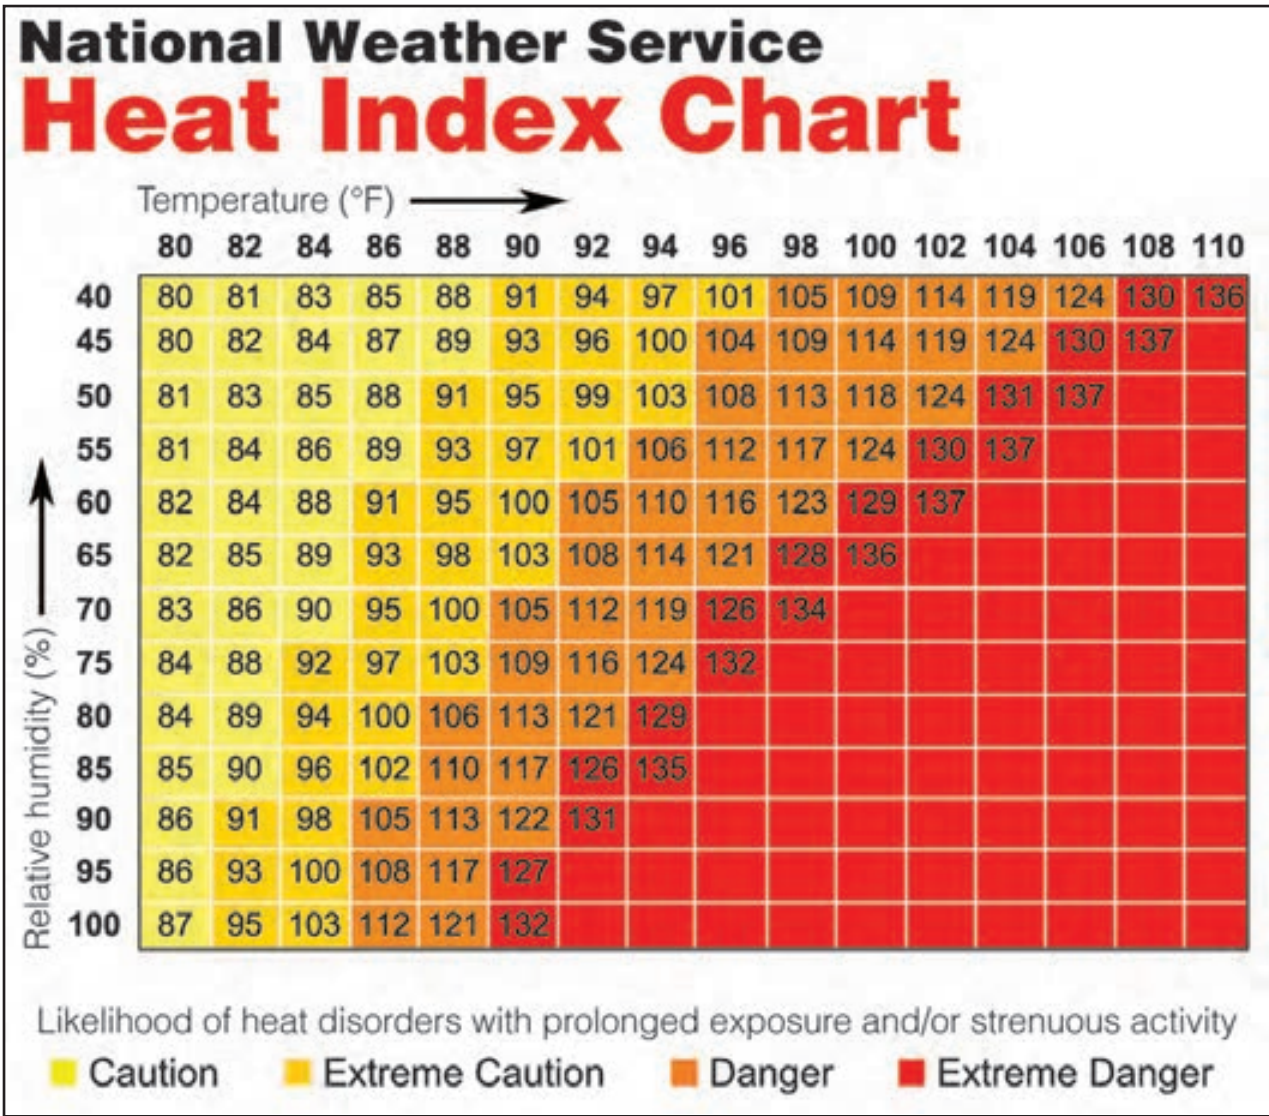 National Weather Service
Heat Index Chart
Temperature (°F)
80 82 84 86 88 90 92 94 96 98 100 102 104 106 108 110
40 80 81 83 85 88 91 94 97 101 105 109 114 119 124 130 136
45 80 82 84 87 89 93 96 100 104 109 114 119 124 130 137
50 81 83 85 88 91 95 99 103 108 113 118 124 131 137
55 81 84 86 89 93 97 101 106 112 117 124 130 137
60 82 84 88 91 95 100 105 110 116 123 129 137
65 82 85 89 93 98 103 108 114 121 128 136
70 83 86 90 95 100 105 112 119 126 134
75 84 88 92 97 103 109 116 124 132
80 84 89 94 100 106 113 121 129
85 85 90 96 102 110 117 126 135
90 86 91 98 105 113 122 131
95 86 93 100 108 117 127
100 87 95 103 112 121 132
Relative humidity (%)
Likelihood of heat disorders with prolonged exposure and/or strenuous activity
Caution Extreme Caution Danger Extreme Danger